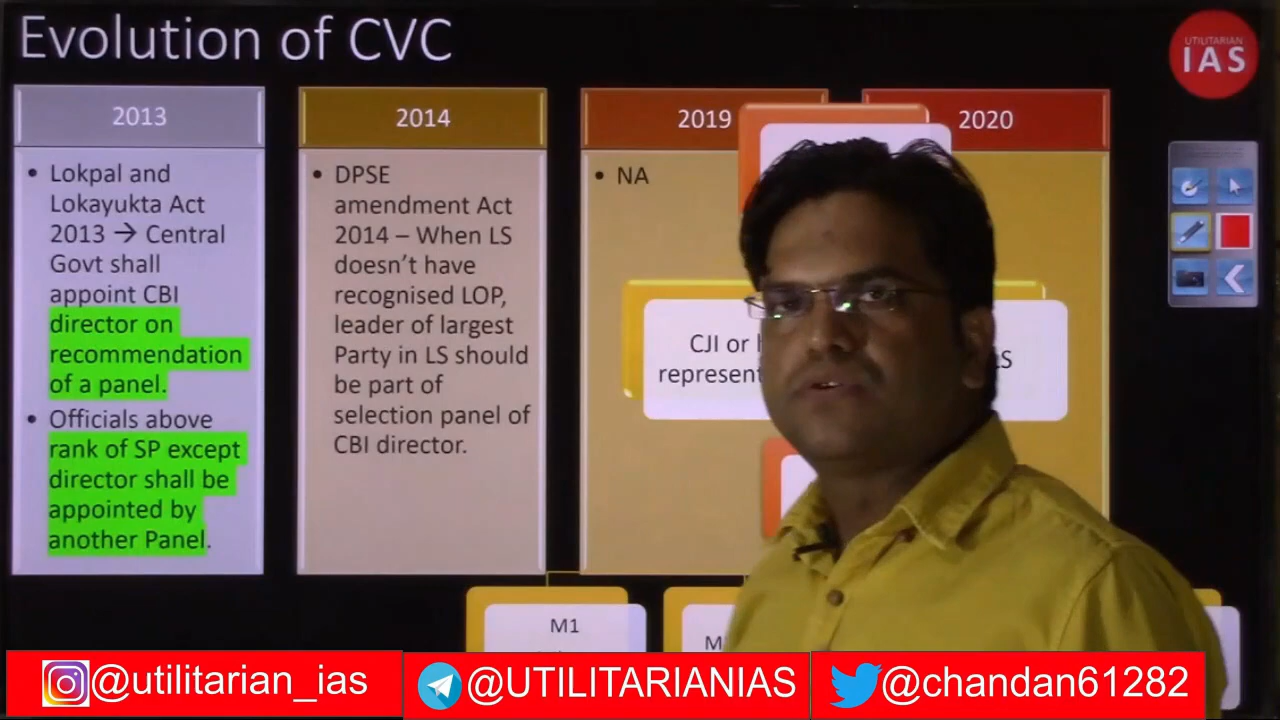 Evolution of CVC
UTILITARIAN
IAS
2013
• Lokpal and
Lokayukta Act
2013 → Central
Govt shall
appoint CBI
director on
recommendation
of a panel.
• Officials above
rank of SP except
director shall be
appointed by
another Panel.
2014
• DPSE
amendment Act
2014 – When LS
doesn't have
recognised LOP,
leader of largest
Party in LS should
be part of
selection panel of
CBI director.
2019
• NA
2020
CJI or
M1
@utilitarian_ias
@UTILITARIANIAS
@chandan61282